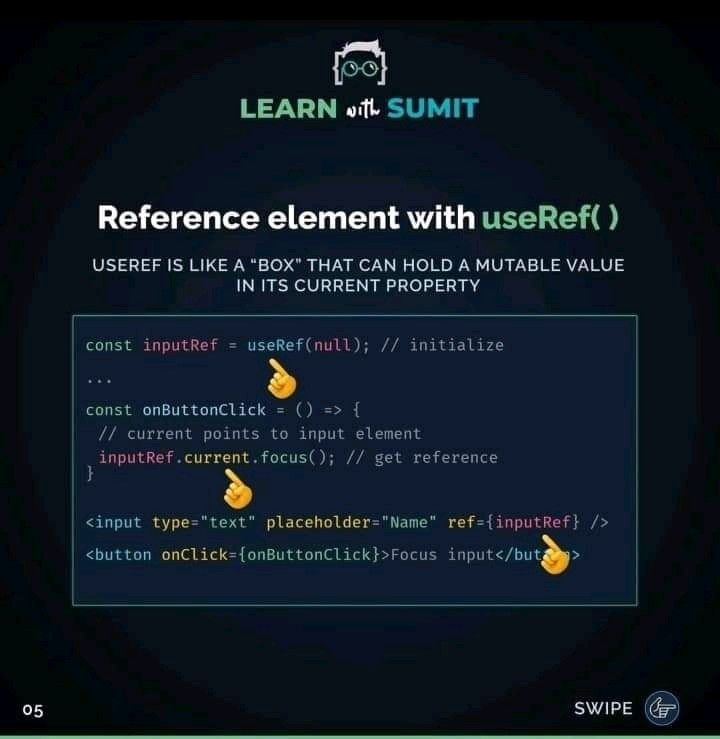 LEARN with SUMIT
Reference element with useRef( )
USEREF IS LIKE A “BOX” THAT CAN HOLD A MUTABLE VALUE
IN ITS CURRENT PROPERTY
const inputRef = useRef(null); // initialize
...
const onButtonClick = () => {
// current points to input element
inputRef.current.focus(); // get reference
}
<input type="text" placeholder="Name" ref={inputRef} />
<button onClick={onButtonClick}>Focus input</button>
05
SWIPE